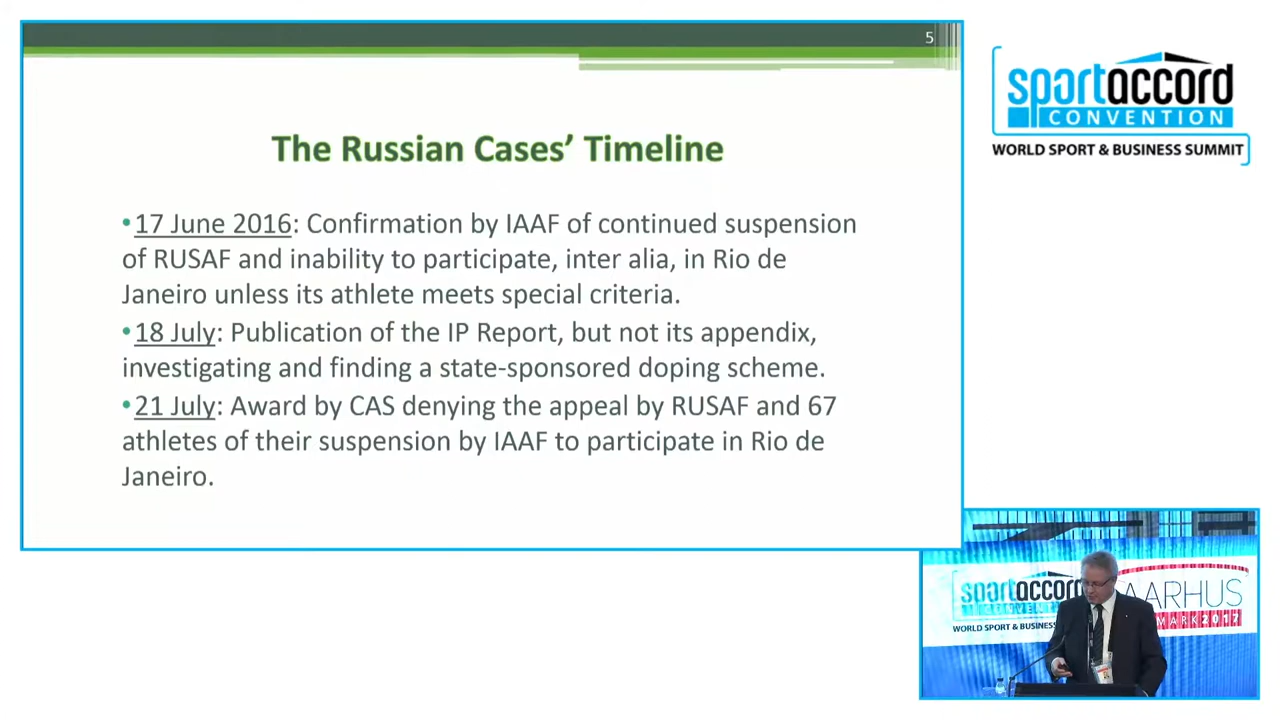 5
The Russian Cases’ Timeline
•17 June 2016: Confirmation by IAAF of continued suspension
of RUSAF and inability to participate, inter alia, in Rio de
Janeiro unless its athlete meets special criteria.
•18 July: Publication of the IP Report, but not its appendix,
investigating and finding a state-sponsored doping scheme.
•21 July: Award by CAS denying the appeal by RUSAF and 67
athletes of their suspension by IAAF to participate in Rio de
Janeiro.
sportaccord
CONVENTION
WORLD SPORT & BUSINESS SUMMIT
sportaccord
WORLD SPORT & BUSINESS
AARHUS
MARK2017